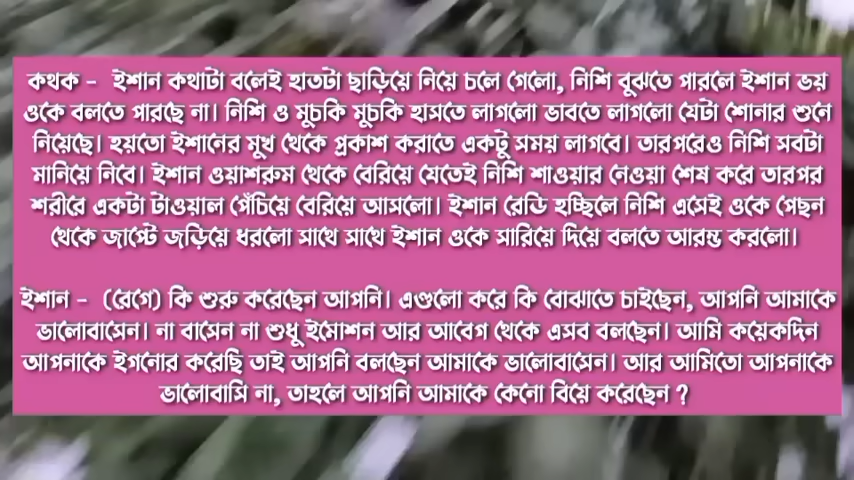 কথক - ইশান কথাটা বলেই হাতটা ছাড়িয়ে নিয়ে চলে গেলো, নিশি বুঝতে পারলে ইশান ভয়
ওকে বলতে পারছে না। নিশি ও মুচকি মুচকি হাসতে লাগলো ভাবতে লাগলো যেটা শোনার শুনে
নিয়েছে। হয়তো ইশানের মুখ থেকে প্রকাশ করাতে একটু সময় লাগবে। তারপরেও নিশি সবটা
মানিয়ে নিবে। ইশান ওয়াশরুম থেকে বেরিয়ে যেতেই নিশি শাওয়ার নেওয়া শেষ করে তারপর
শরীরে একটা টাওয়াল পেঁচিয়ে বেরিয়ে আসলো। ইশান রেডি হচ্ছিলে নিশি এসেই ওকে পেছন
থেকে জাপ্টে জড়িয়ে ধরলো সাথে সাথে ইশান ওকে সারিয়ে দিয়ে বলতে আরম্ভ করলো।
ইশান - (রেগে) কি শুরু করেছেন আপনি। এগুলো করে কি বোঝাতে চাইছেন, আপনি আমাকে
ভালোবাসেন। না বাসেন না শুধু ইমোশন আর আবেগ থেকে এসব বলছেন। আমি কয়েকদিন
আপনাকে ইগনোর করেছি তাই আপনি বলছেন আমাকে ভালোবাসেন। আর আমিতো আপনাকে
ভালোবাসি না, তাহলে আপনি আমাকে কেনো বিয়ে করেছেন ?